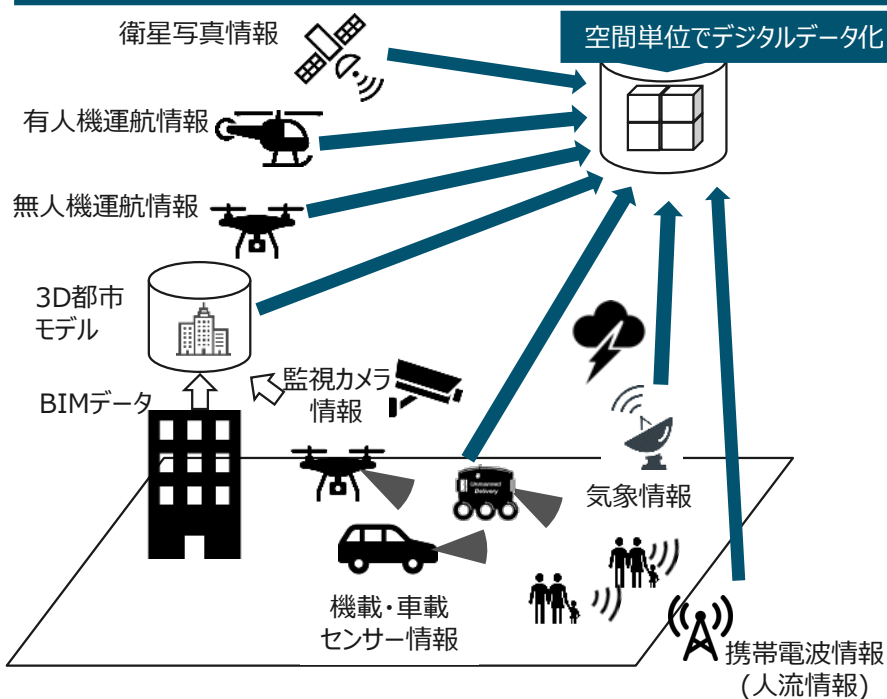 衛星写真情報
空間単位でデジタルデータ化
有人機運航情報
無人機運航情報
3D都市
モデル
BIMデータ
監視カメラ
情報
Unmanned
Delivery
気象情報
機載・車載
センサー情報
携帯電波情報
(人流情報)